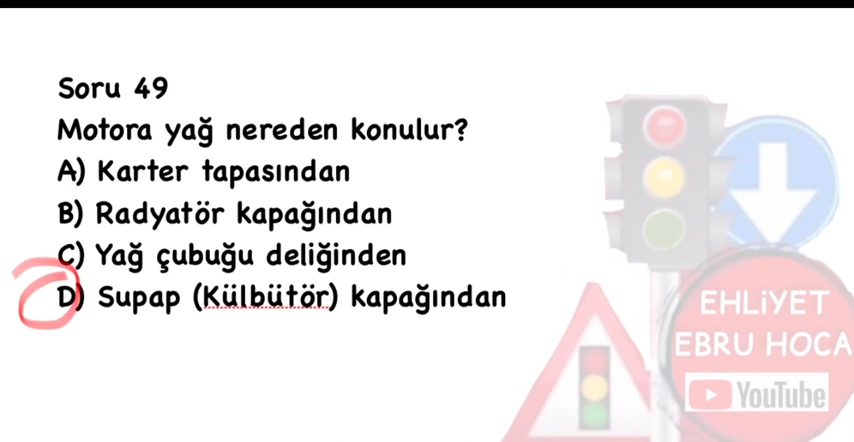 Soru 49
Motora yağ nereden konulur?
A) Karter tapasından
B) Radyatör kapağından
C) Yağ çubuğu deliğinden
D) Supap (Külbütör) kapağından
EHLİYET
EBRU HOCA
YouTube